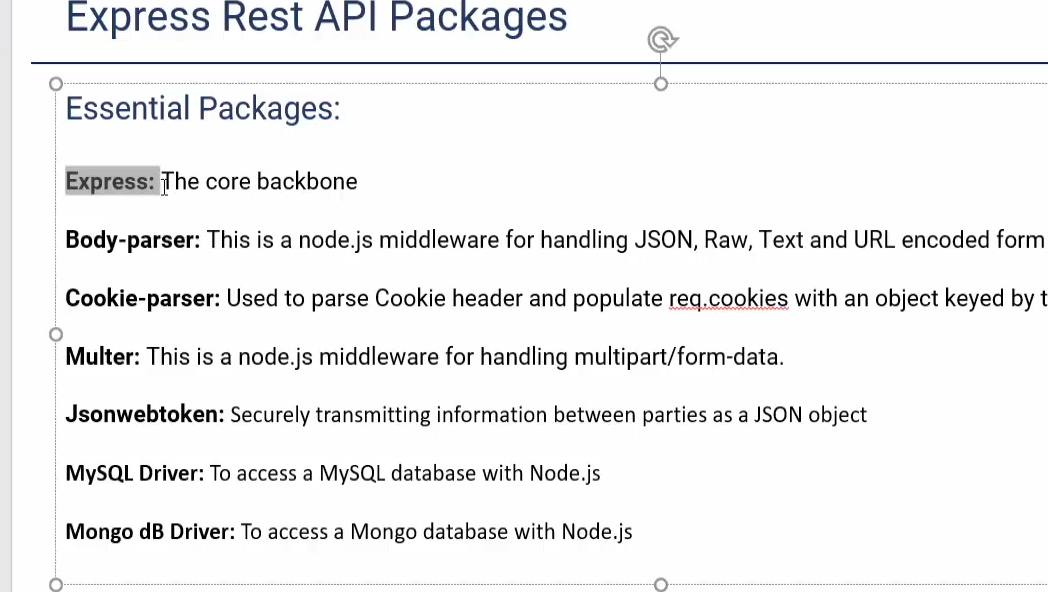 Express Rest API Packages
Essential Packages:
Express: The core backbone
Body-parser: This is a node.js middleware for handling JSON, Raw, Text and URL encoded form
Cookie-parser: Used to parse Cookie header and populate req.cookies with an object keyed by t
Multer: This is a node.js middleware for handling multipart/form-data.
Jsonwebtoken: Securely transmitting information between parties as a JSON object
MySQL Driver: To access a MySQL database with Node.js
Mongo dB Driver: To access a Mongo database with Node.js